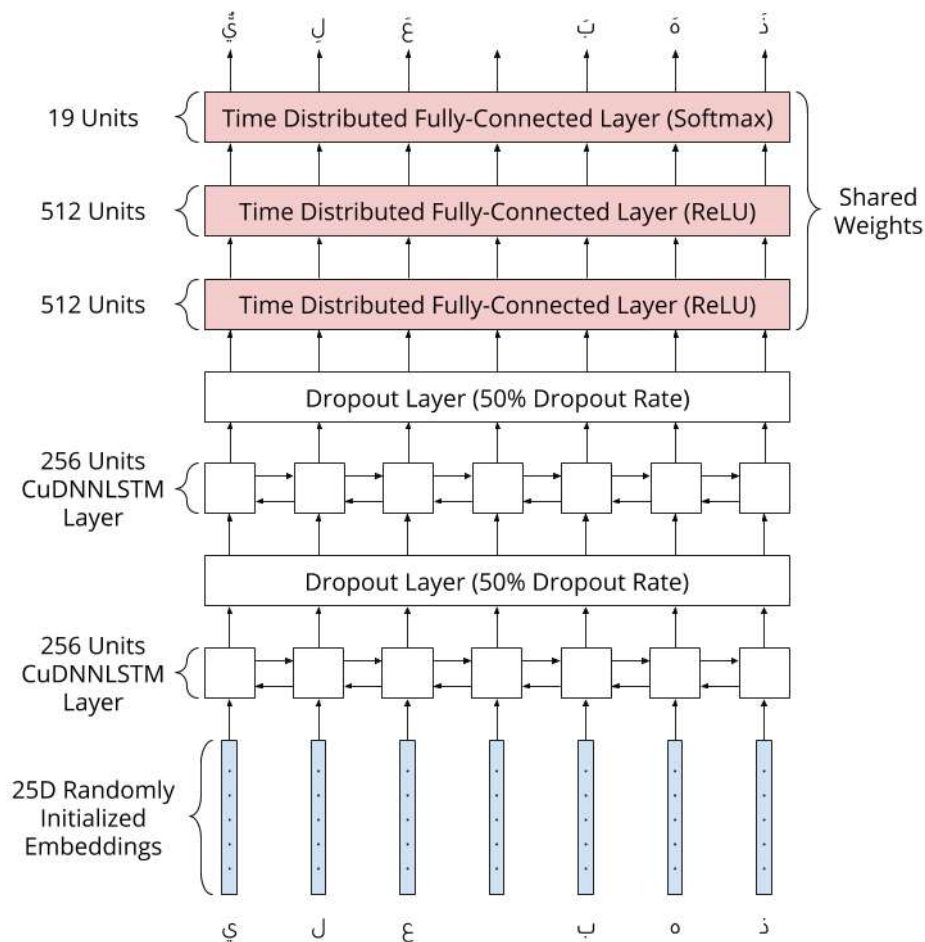 يٌّ لِ عَ بَ هَ ذَ
19 Units
Time Distributed Fully-Connected Layer (Softmax)
512 Units
Time Distributed Fully-Connected Layer (ReLU)
Shared
Weights
512 Units
Time Distributed Fully-Connected Layer (ReLU)
Dropout Layer (50% Dropout Rate)
256 Units
CuDNNLSTM
Layer
Dropout Layer (50% Dropout Rate)
256 Units
CuDNNLSTM
Layer
25D Randomly
Initialized
Embeddings
ي ل ع ب ه ذ